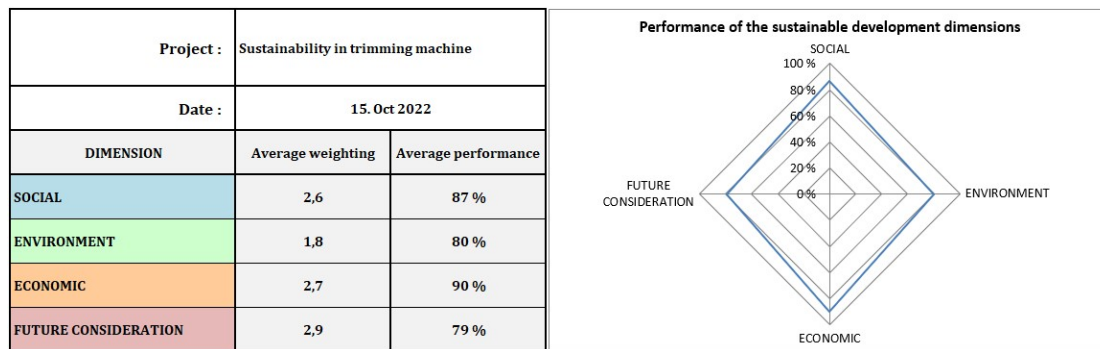 Project : Sustainability in trimming machine
Date : 15. Oct 2022
DIMENSION Average weighting Average performance
SOCIAL 2,6 87 %
ENVIRONMENT 1,8 80 %
ECONOMIC 2,7 90 %
FUTURE CONSIDERATION 2,9 79 %
Performance of the sustainable development dimensions
SOCIAL
100 %
80 %
60 %
40 %
20 %
0 %
FUTURE
CONSIDERATION
ENVIRONMENT
ECONOMIC